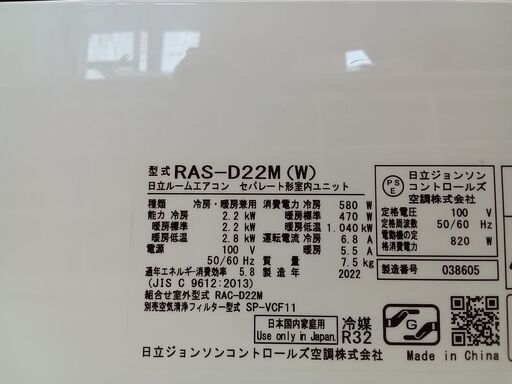 型式 RAS-D22M(W)
日立ルームエアコン セパレート形室内ユニット
種類 冷房・暖房兼用 消費電力 冷房 580 W
能力 冷房 2.2 kW 暖房標準 470 W
暖房標準 2.2 kW 暖房低温 1.040 kW
暖房低温 2.8 kW 運転電流 冷房 6.8 A
電源 100 V 暖房 5.5 A
50/60 Hz 質量 7.5 kg
通年エネルギー消費効率 5.8 製造年 2022
(JIS C 9612:2013)
組合せ室外型式 RAC-D22M
別売空気清浄フィルター型式 SP-VCF11
日本国内家庭用
Use only in Japan.
冷媒
R32
日立ジョンソンコントロールズ空調株式会社
PSE
日立ジョンソン
コントロールズ
空調株式会社
定格電圧 100 V
定格周波数 50/60 Hz
電動機の定格消費電力 820 W
製造番号 038605
G
Made in China